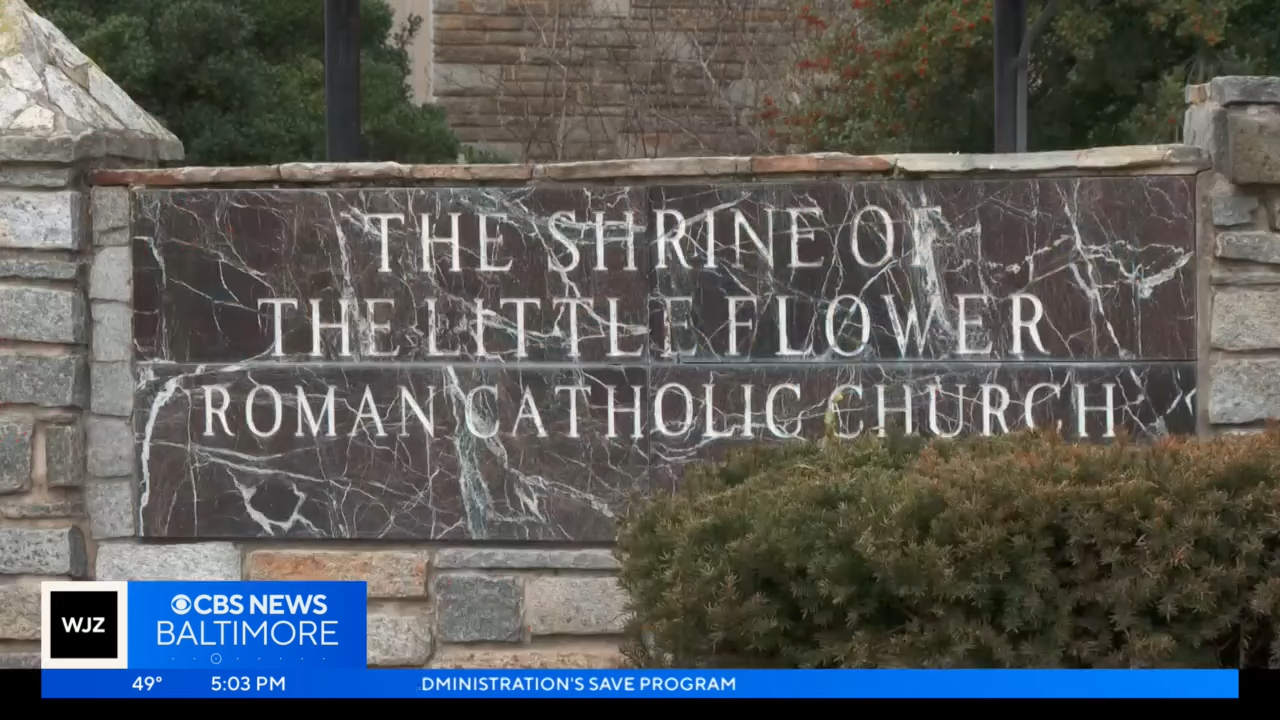 THE SHRINE OF
THE LITTLE FLOWER
ROMAN CATHOLIC CHURCH
WJZ
CBS NEWS
BALTIMORE
49° 5:03 PM DMINISTRATION'S SAVE PROGRAM